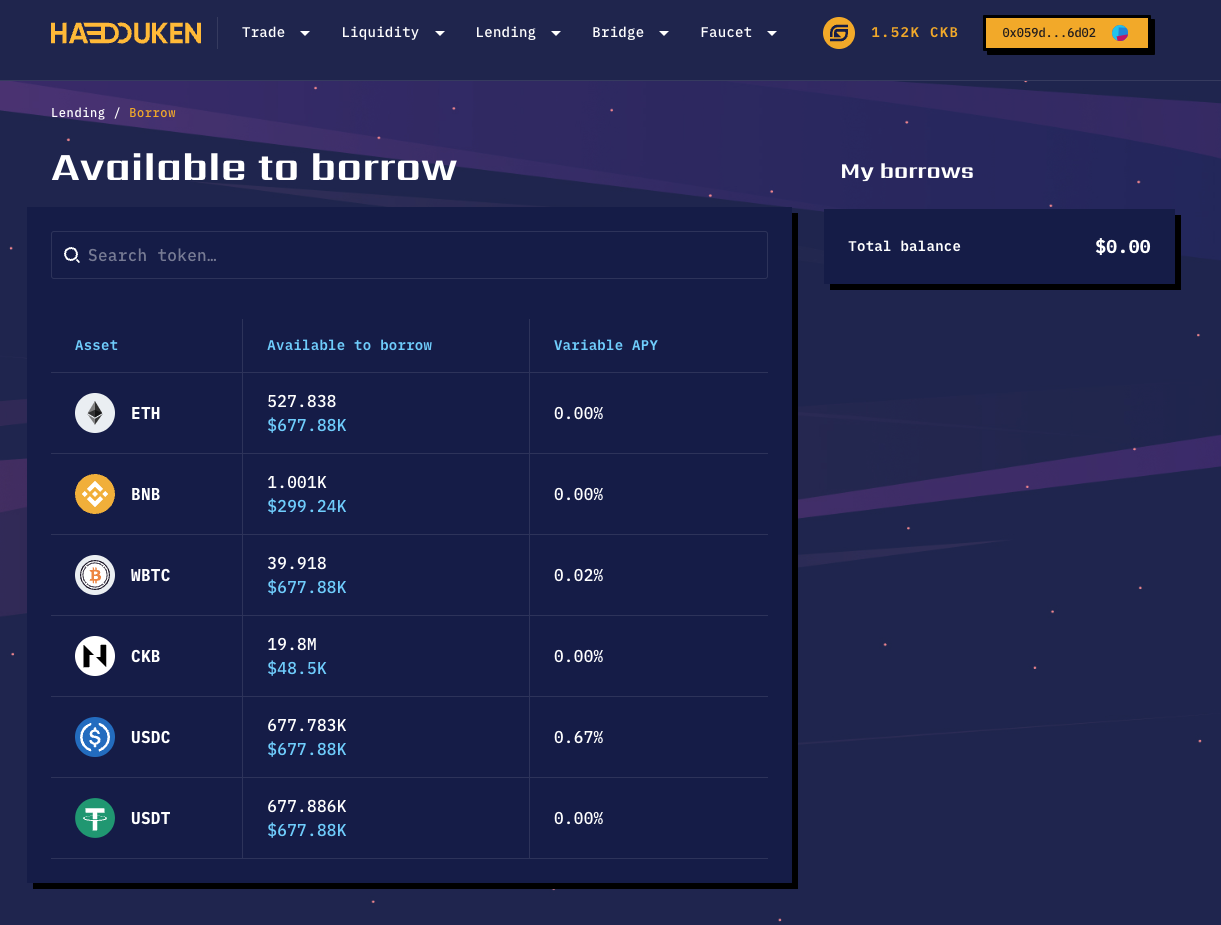 HADOUKEN Trade Liquidity Lending Bridge Faucet 1.52K CKB 0x059d...6d02
Lending / Borrow
Available to borrow
Search token…
Asset Available to borrow Variable APY
ETH 527.838 0.00%
$677.88K
BNB 1.001K 0.00%
$299.24K
WBTC 39.918 0.02%
$677.88K
CKB 19.8M 0.00%
$48.5K
USDC 677.783K 0.67%
$677.88K
USDT 677.886K 0.00%
$677.88K
My borrows
Total balance $0.00